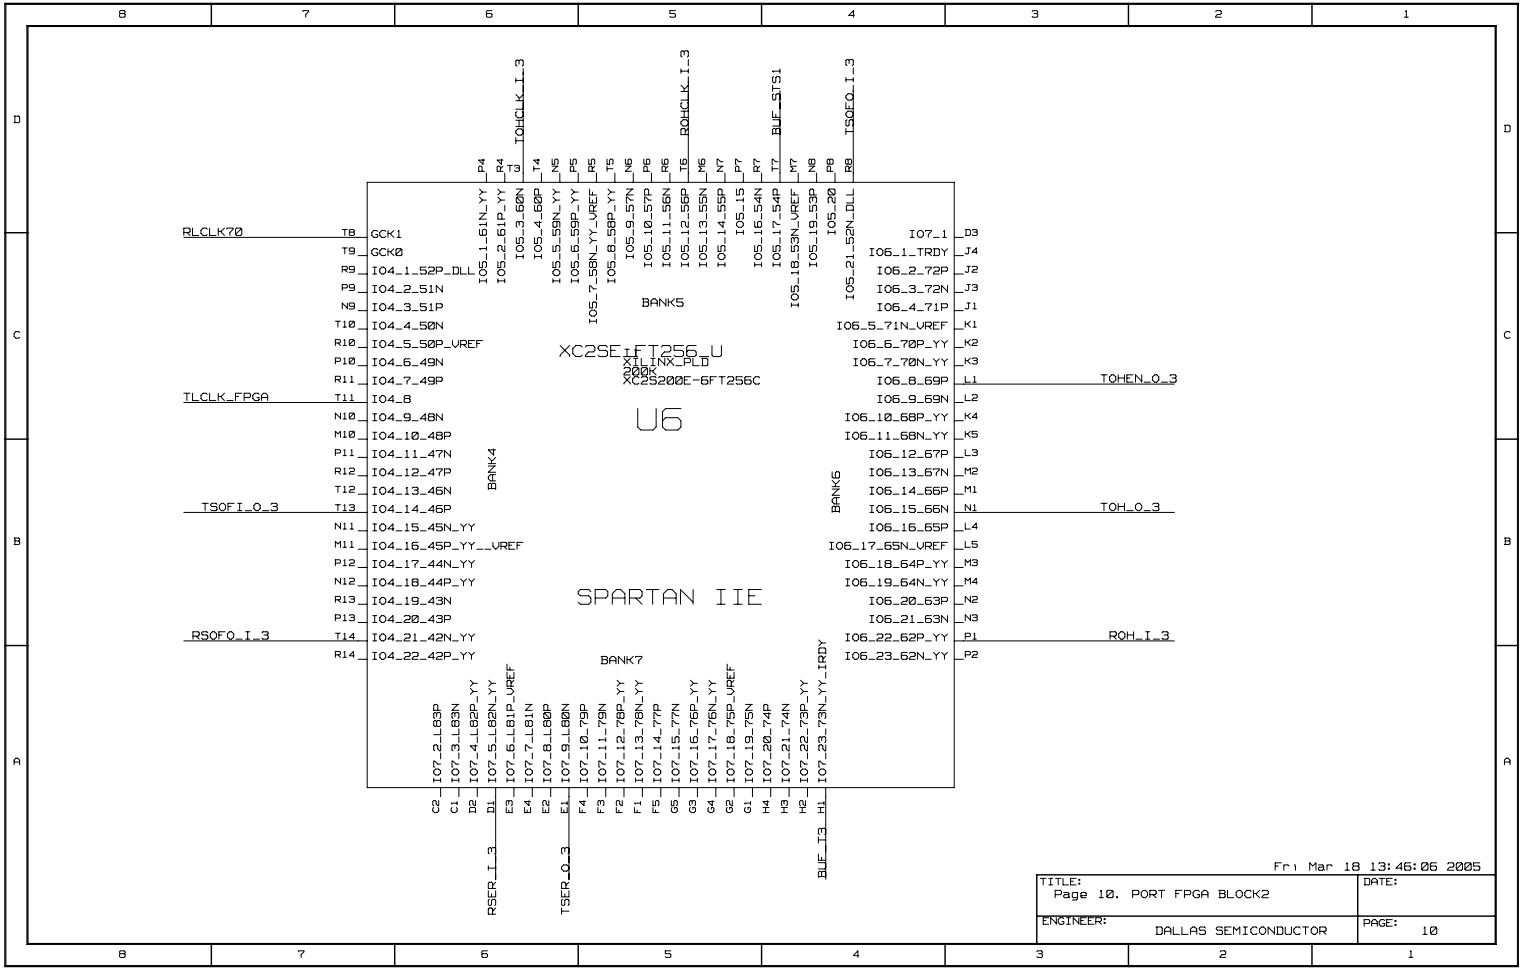 8 7 6 5 4 3 2 1
D
D
C
C
B
B
A
A
TOHCLK_I_3
ROHCLK_I_3
BUF_STS1
TSOFO_I_3
P4 R4 T3 T4 N5 P5 R5 T5 N6 P6 R6 T6 M6 N7 P7 R7 T7 M7 N8 P8 R8
IO5_1_61N_YY
IO5_2_61P_YY
IO5_3_60N
IO5_4_60P
IO5_5_59N_YY
IO5_6_59P_YY
IO5_7_58N_YY_VREF
IO5_8_58P_YY
IO5_9_57N
IO5_10_57P
IO5_11_56N
IO5_12_56P
IO5_13_55N
IO5_14_55P
IO5_15
IO5_16_54N
IO5_17_54P
IO5_18_53N_VREF
IO5_19_53P
IO5_20
IO5_21_52N_DLL
BANK5
RLCLK70 T8 GCK1
T9 GCK0
R9 IO4_1_52P_DLL
P9 IO4_2_51N
N9 IO4_3_51P
T10 IO4_4_50N
R10 IO4_5_50P_VREF
P10 IO4_6_49N
R11 IO4_7_49P
TLCLK_FPGA T11 IO4_8
N10 IO4_9_48N
M10 IO4_10_48P
P11 IO4_11_47N
R12 IO4_12_47P
T12 IO4_13_46N
TSOFI_O_3 T13 IO4_14_46P
N11 IO4_15_45N_YY
M11 IO4_16_45P_YY__VREF
P12 IO4_17_44N_YY
N12 IO4_18_44P_YY
R13 IO4_19_43N
P13 IO4_20_43P
RSOFO_I_3 T14 IO4_21_42N_YY
R14 IO4_22_42P_YY
BANK4
XC2SE_FT256_U
XILINX_PLD
200K
XC2S200E-6FT256C
U6
SPARTAN IIE
BANK6
IO7_1 D3
IO6_1_TRDY J4
IO6_2_72P J2
IO6_3_72N J3
IO6_4_71P J1
IO6_5_71N_VREF K1
IO6_6_70P_YY K2
IO6_7_70N_YY K3
IO6_8_69P L1 TOHEN_O_3
IO6_9_69N L2
IO6_10_68P_YY K4
IO6_11_68N_YY K5
IO6_12_67P L3
IO6_13_67N M2
IO6_14_66P M1
IO6_15_66N N1 TOH_O_3
IO6_16_65P L4
IO6_17_65N_VREF L5
IO6_18_64P_YY M3
IO6_19_64N_YY M4
IO6_20_63P N2
IO6_21_63N N3
IO6_22_62P_YY P1 ROH_I_3
IO6_23_62N_YY P2
BANK7
IO7_2_L83P
IO7_3_L83N
IO7_4_L82P_YY
IO7_5_L82N_YY
IO7_6_L81P_VREF
IO7_7_L81N
IO7_8_L80P
IO7_9_L80N
IO7_10_79P
IO7_11_79N
IO7_12_78P_YY
IO7_13_78N_YY
IO7_14_77P
IO7_15_77N
IO7_16_76P_YY
IO7_17_76N_YY
IO7_18_75P_VREF
IO7_19_75N
IO7_20_74P
IO7_21_74N
IO7_22_73P_YY
IO7_23_73N_YY_IRDY
C2 C1 D2 D1 E3 E4 E2 E1 F4 F3 F2 F1 F5 G5 G3 G4 G2 G1 H4 H3 H2 H1
RSER_I_3
TSER_O_3
BUF_I3
Fri Mar 18 13:46:06 2005
TITLE:
Page 10. PORT FPGA BLOCK2
DATE:
ENGINEER:
DALLAS SEMICONDUCTOR
PAGE:
10
8 7 6 5 4 3 2 1